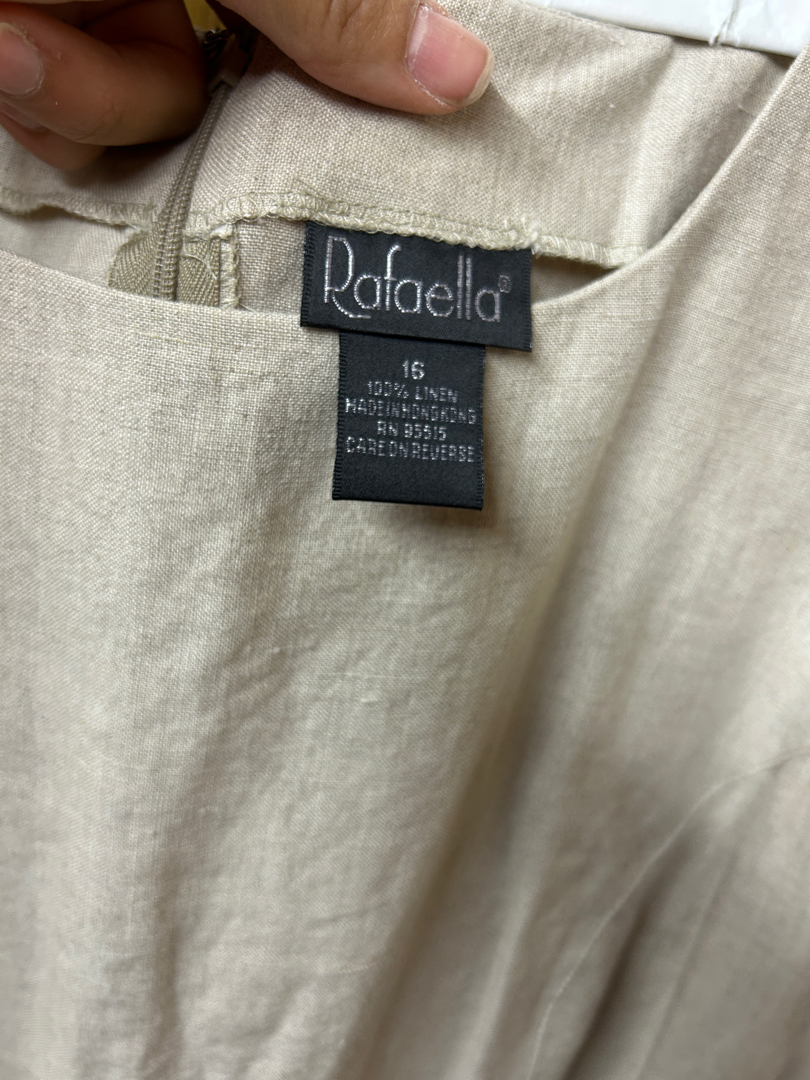 Rafaella®
16
100% LINEN
MADE IN HONG KONG
RN 95515
CARE ON REVERSE